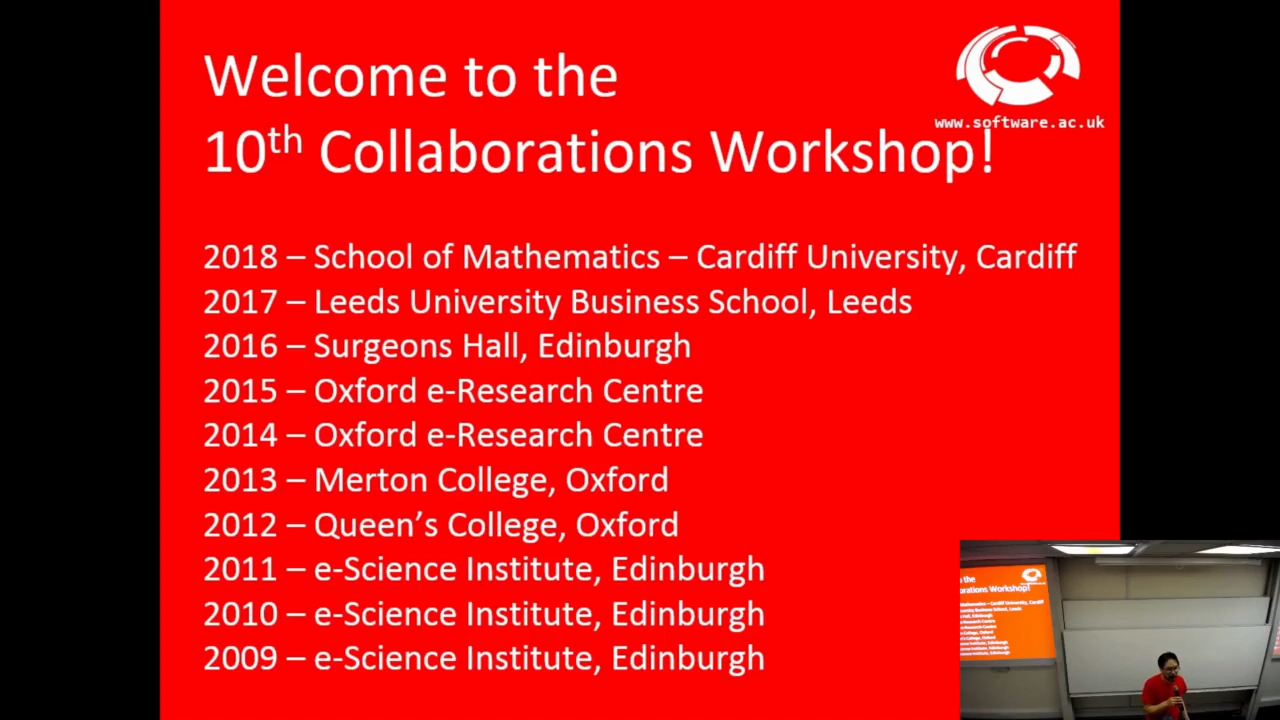 Welcome to the
10th Collaborations Workshop!
www.software.ac.uk
2018 – School of Mathematics – Cardiff University, Cardiff
2017 – Leeds University Business School, Leeds
2016 – Surgeons Hall, Edinburgh
2015 – Oxford e-Research Centre
2014 – Oxford e-Research Centre
2013 – Merton College, Oxford
2012 – Queen’s College, Oxford
2011 – e-Science Institute, Edinburgh
2010 – e-Science Institute, Edinburgh
2009 – e-Science Institute, Edinburgh